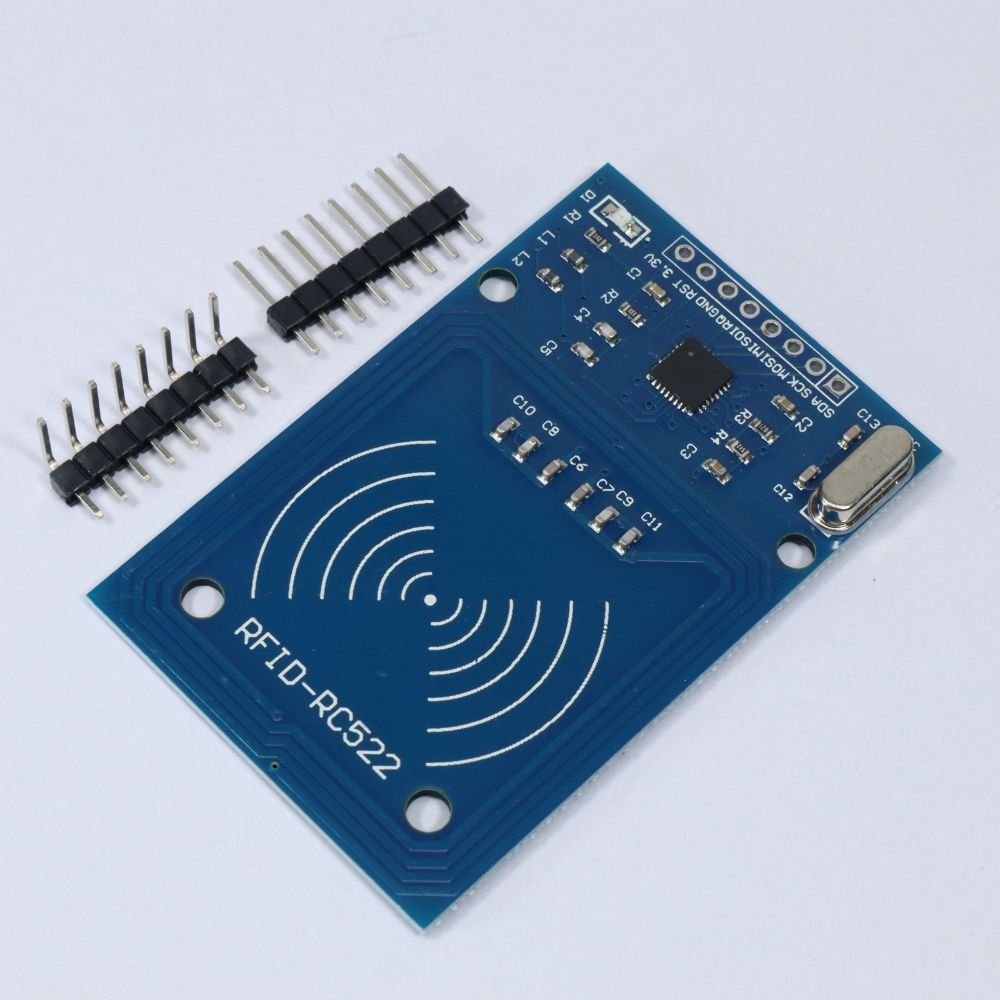 D1
R1
L1
L2
C1
R2
C4
C5
3.3V
RST
GND
IRQ
MISO
MOSI
SCK
SDA
C2
R3
C3
C13
C12
C10
C8
C6
C7
C9
C11
RFID-RC522